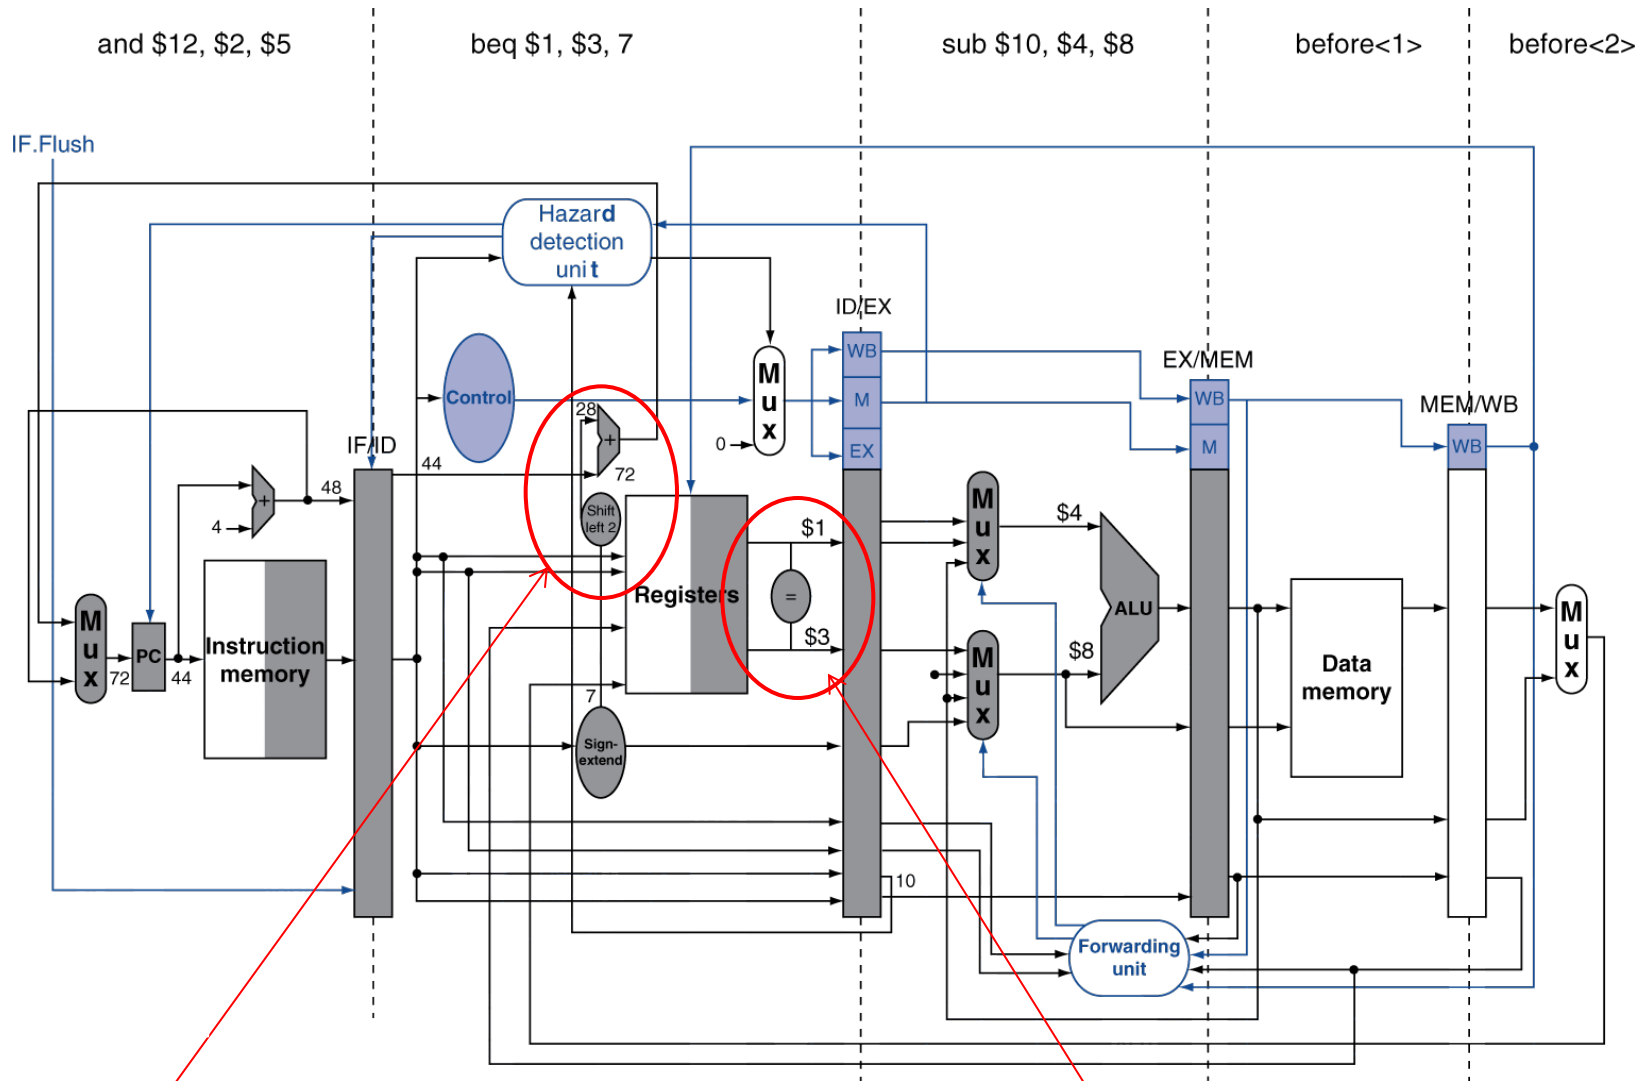 and $12, $2, $5
beq $1, $3, 7
sub $10, $4, $8
before<1>
before<2>
IF.Flush
Hazard
detection
unit
ID/EX
WB
M
EX
Mux
0
Control
EX/MEM
WB
M
MEM/WB
WB
28
+
72
IF/ID
44
48
+
4
Shift
left 2
Registers
$1
=
$3
Mux
$4
Mux
$8
ALU
Mux
72
PC
44
Instruction
memory
Data
memory
Mux
7
Sign-
extend
10
Forwarding
unit